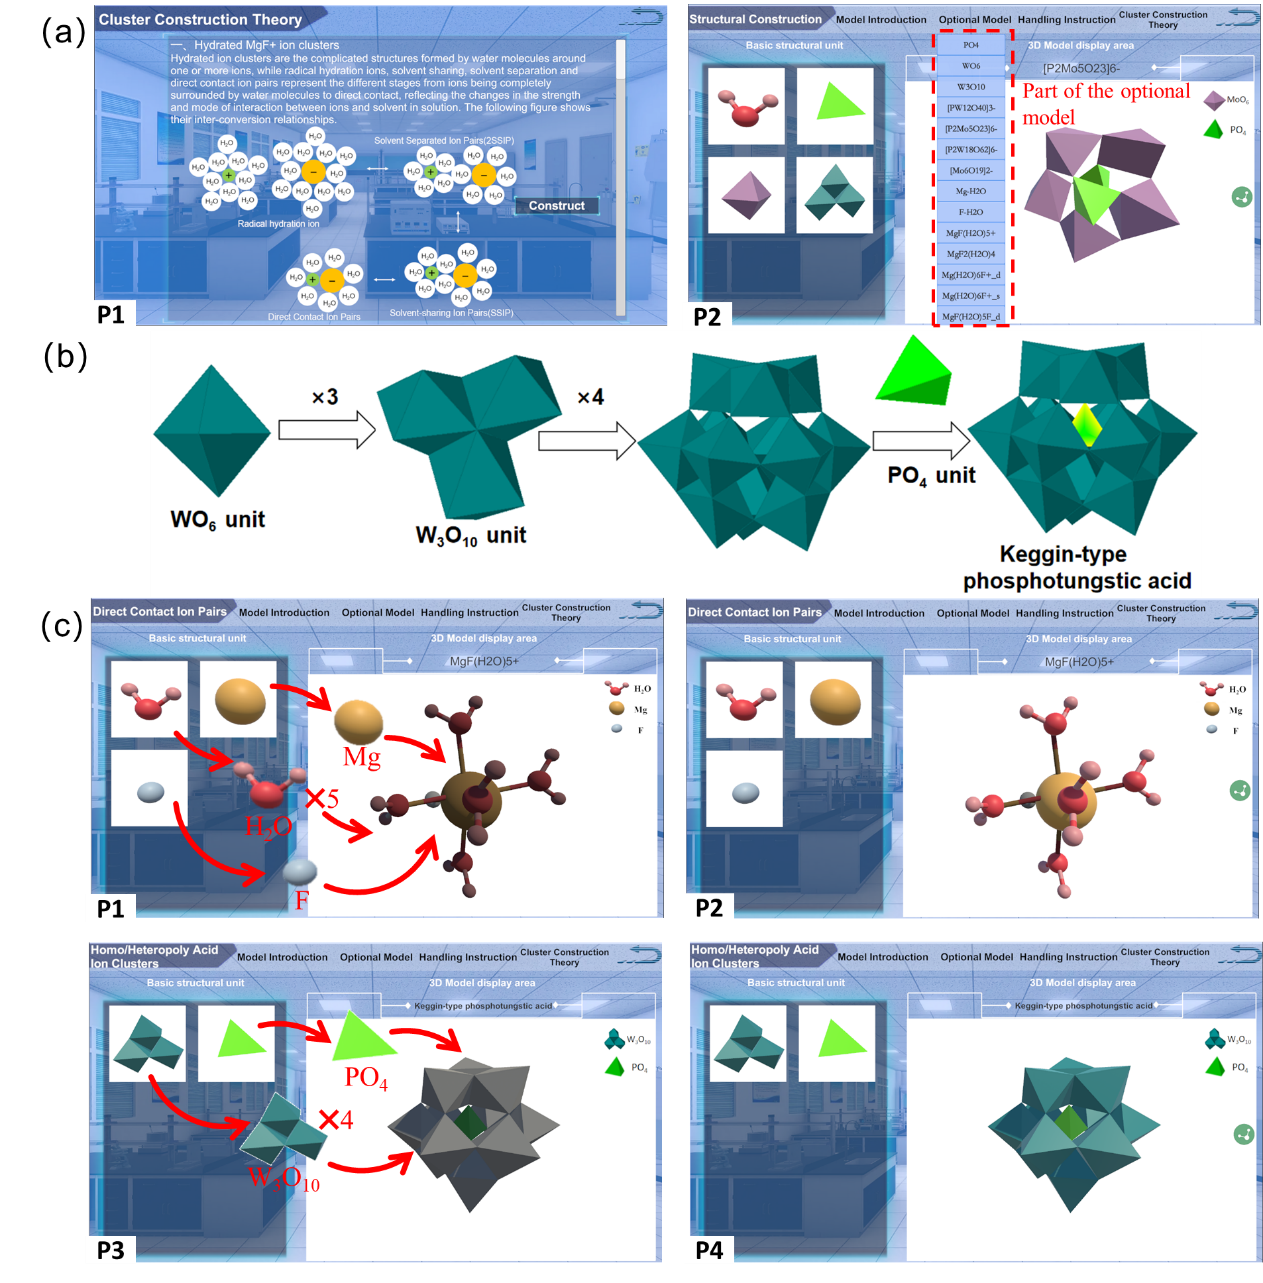 (a)
Cluster Construction Theory
一、Hydrated MgF+ ion clusters
Hydrated ion clusters are the complicated structures formed by water molecules around
one or more ions, while radical hydration ions, solvent sharing, solvent separation and
direct contact ion pairs represent the different stages from ions being completely
surrounded by water molecules to direct contact, reflecting the changes in the strength
and mode of interaction between ions and solvent in solution. The following figure shows
their inter-conversion relationships.
Solvent Separated Ion Pairs(2SSIP)
Radical hydration ion
Construct
Direct Contact Ion Pairs
Solvent-sharing Ion Pairs(SSIP)
P1
Structural Construction
Model Introduction
Optional Model
Handling Instruction
Cluster Construction
Theory
Basic structural unit
3D Model display area
[P2Mo5O23]6-
PO4
WO6
W3O10
[PW12O40]3-
[P2Mo5O23]6-
[P2W18O62]6-
[Mo6O19]2-
Mg-H2O
F-H2O
MgF(H2O)5+
MgF2(H2O)4
Mg(H2O)6F+_d
Mg(H2O)6F+_s
MgF(H2O)5F_d
Part of the optional
model
MoO₆
PO₄
P2
(b)
×3
×4
WO₆ unit
W₃O₁₀ unit
PO₄ unit
Keggin-type
phosphotungstic acid
(c)
Direct Contact Ion Pairs
Model Introduction
Optional Model
Handling Instruction
Cluster Construction
Theory
Basic structural unit
3D Model display area
MgF(H2O)5+
H₂O
Mg
F
Mg
H₂O
×5
F
P1
Direct Contact Ion Pairs
Model Introduction
Optional Model
Handling Instruction
Cluster Construction
Theory
Basic structural unit
3D Model display area
MgF(H2O)5+
H₂O
Mg
F
P2
Homo/Heteropoly Acid
Ion Clusters
Model Introduction
Optional Model
Handling Instruction
Cluster Construction
Theory
Basic structural unit
3D Model display area
Keggin-type phosphotungstic acid
W₃O₁₀
PO₄
PO₄
×4
W₃O₁₀
P3
Homo/Heteropoly Acid
Ion Clusters
Model Introduction
Optional Model
Handling Instruction
Cluster Construction
Theory
Basic structural unit
3D Model display area
Keggin-type phosphotungstic acid
W₃O₁₀
PO₄
P4